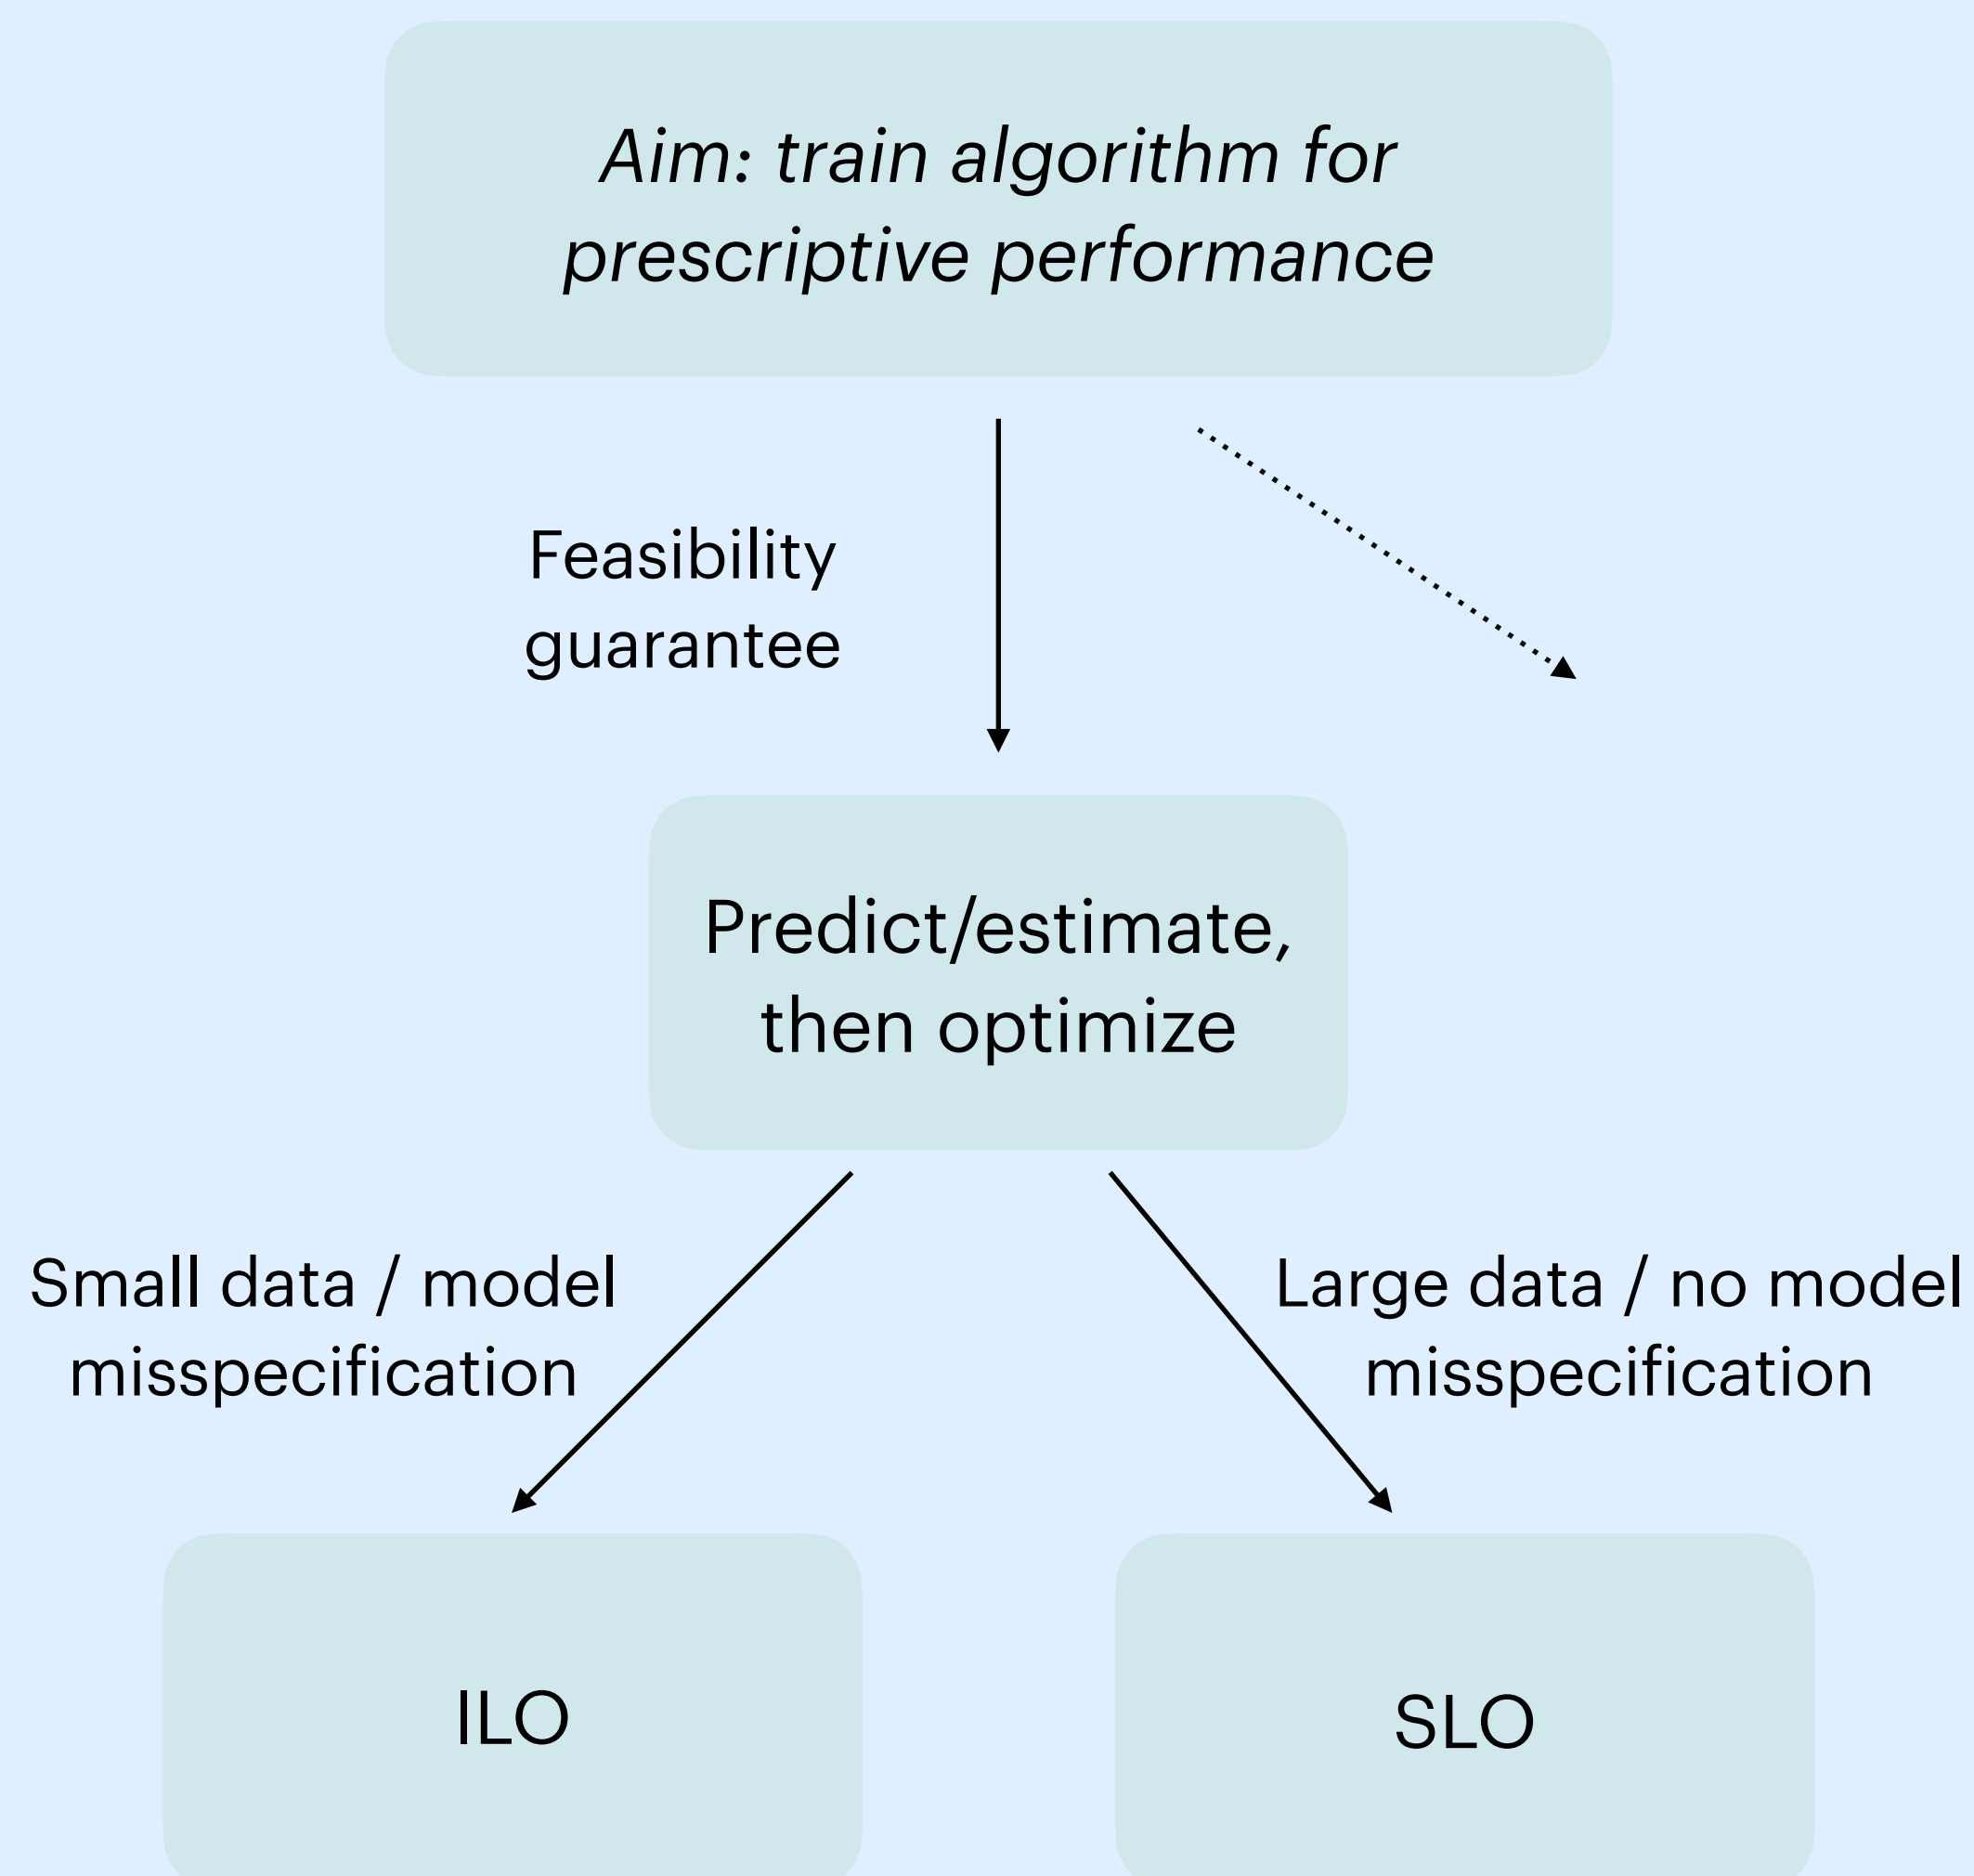 Aim: train algorithm for
prescriptive performance
Feasibility
guarantee
Predict/estimate,
then optimize
Small data / model
misspecification
Large data / no model
misspecification
ILO
SLO